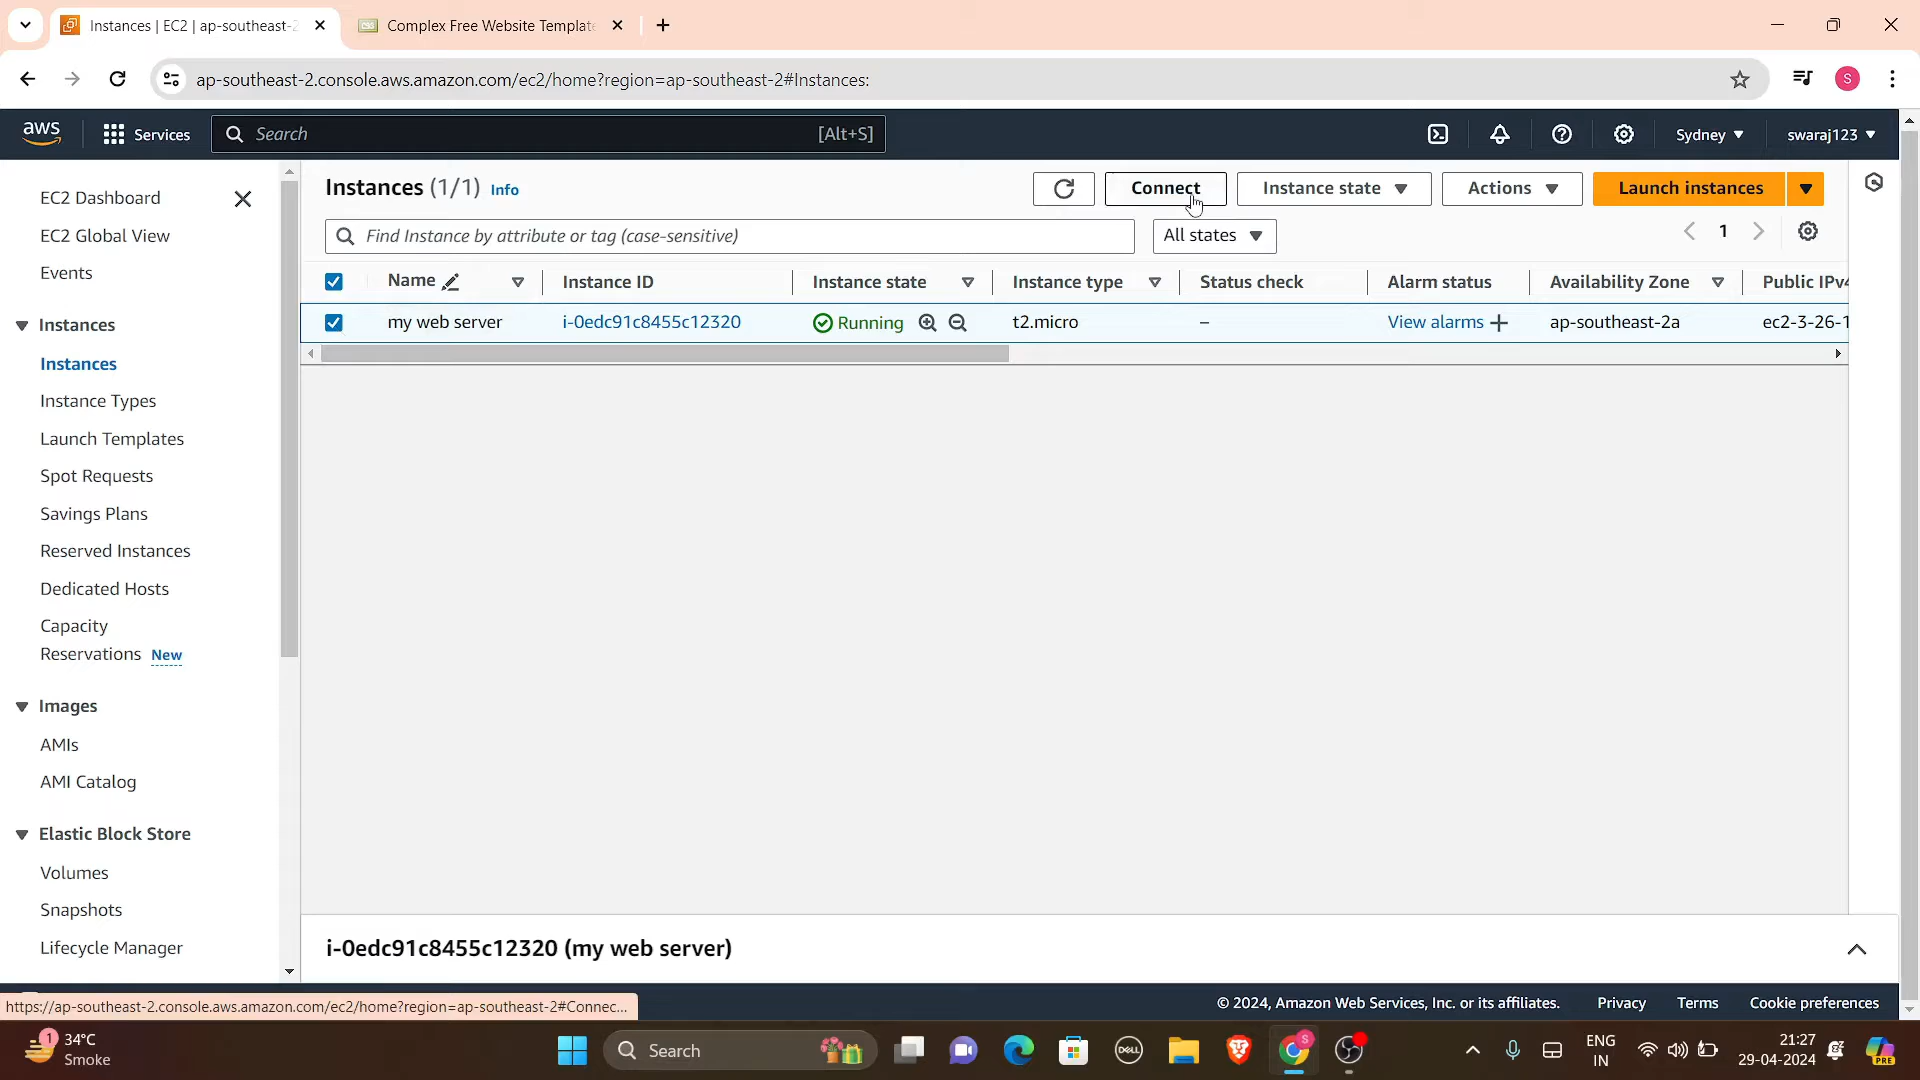 Instances | EC2 | ap-southeast-2
Complex Free Website Templat
ap-southeast-2.console.aws.amazon.com/ec2/home?region=ap-southeast-2#Instances:
S
aws
Services
Search
[Alt+S]
Sydney
swaraj123
EC2 Dashboard
EC2 Global View
Events
Instances
Instances
Instance Types
Launch Templates
Spot Requests
Savings Plans
Reserved Instances
Dedicated Hosts
Capacity
Reservations New
Images
AMIs
AMI Catalog
Elastic Block Store
Volumes
Snapshots
Lifecycle Manager
Instances (1/1) Info
Connect
Instance state
Actions
Launch instances
Find Instance by attribute or tag (case-sensitive)
All states
1
Name
Instance ID
Instance state
Instance type
Status check
Alarm status
Availability Zone
Public IPv4
my web server
i-0edc91c8455c12320
Running
t2.micro
–
View alarms
ap-southeast-2a
ec2-3-26-1
i-0edc91c8455c12320 (my web server)
https://ap-southeast-2.console.aws.amazon.com/ec2/home?region=ap-southeast-2#Connec...
© 2024, Amazon Web Services, Inc. or its affiliates.
Privacy
Terms
Cookie preferences
1
34°C
Smoke
Search
DELL
S
ENG
IN
21:27
29-04-2024
PRE